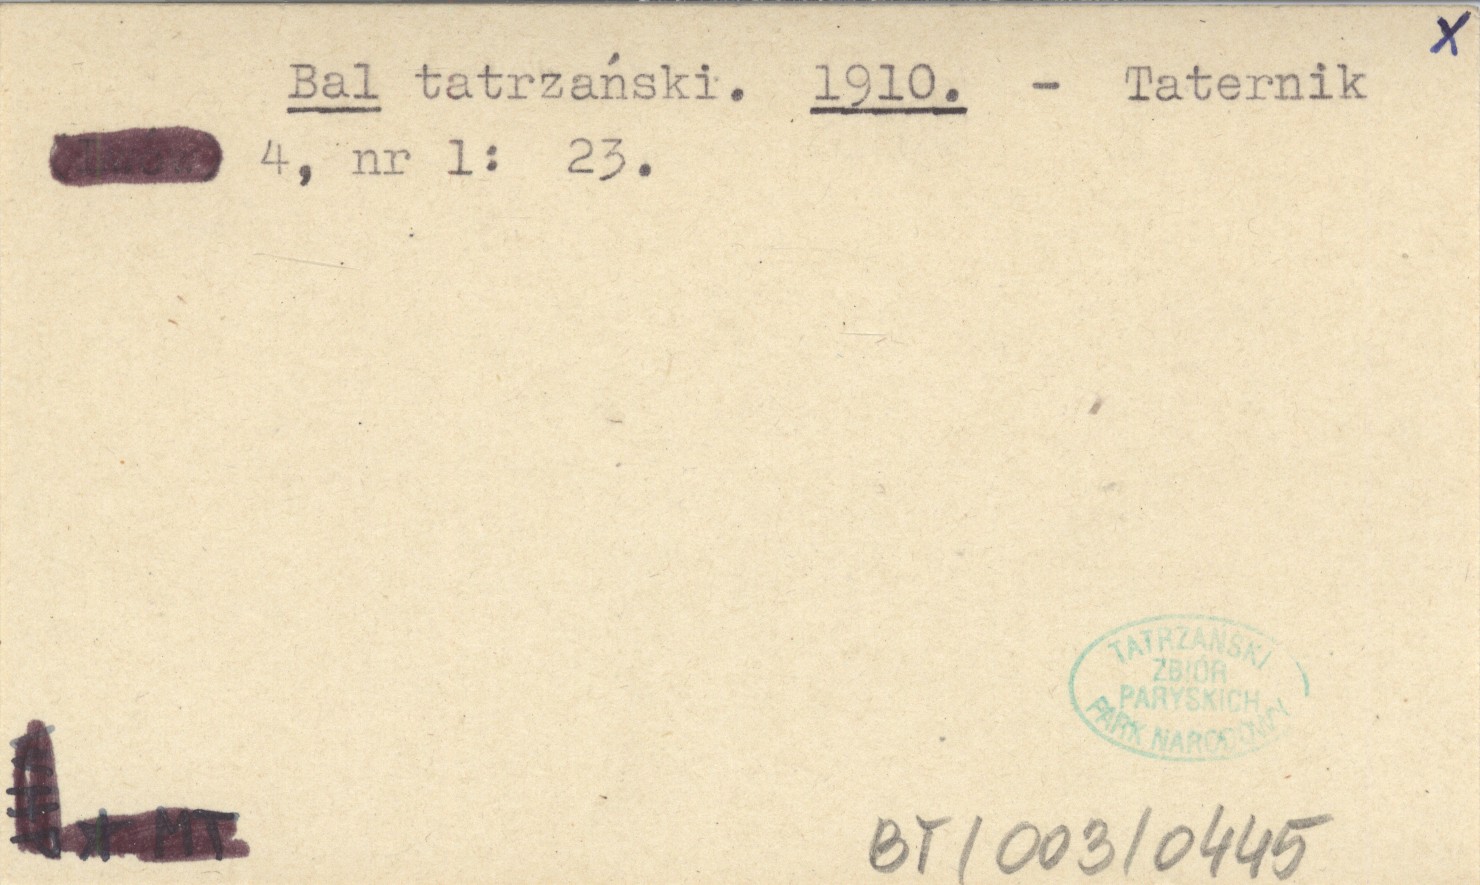 x
Bal tatrzański. 1910. - Taternik
4, nr 1: 23.
TATRZAŃSKI
ZBIÓR
PARYSKICH
PARK NARODOWY
MT
BT/003/0445